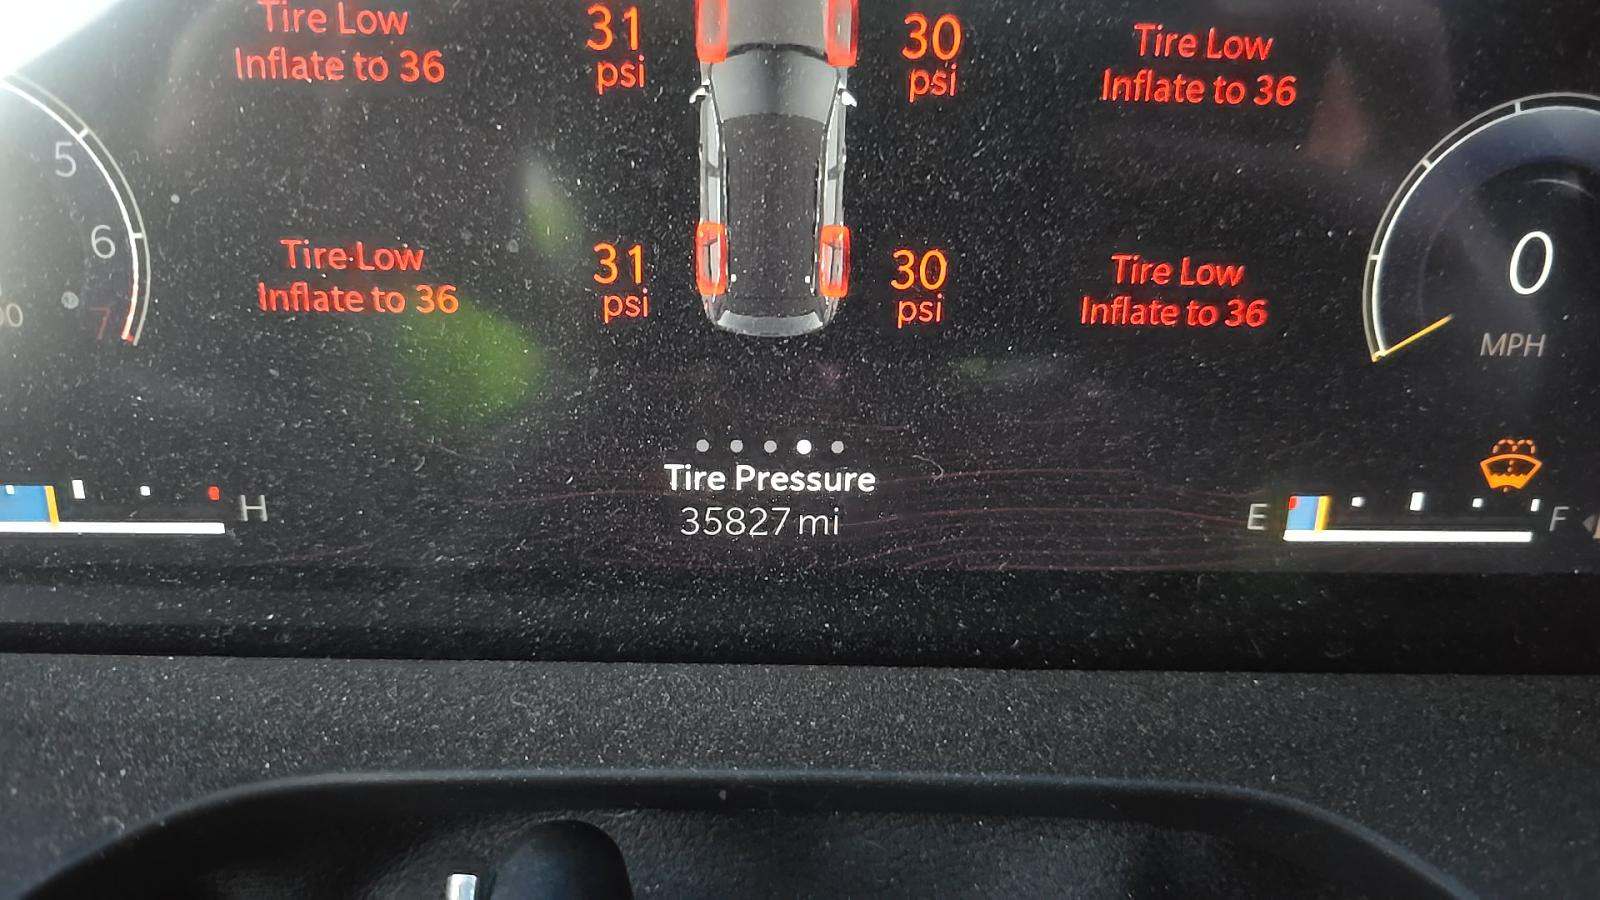 Tire Low
Inflate to 36
31
psi
30
psi
Tire Low
Inflate to 36
5
6
7
Tire Low
Inflate to 36
31
psi
30
psi
Tire Low
Inflate to 36
0
MPH
Tire Pressure
35827 mi
H
E
F